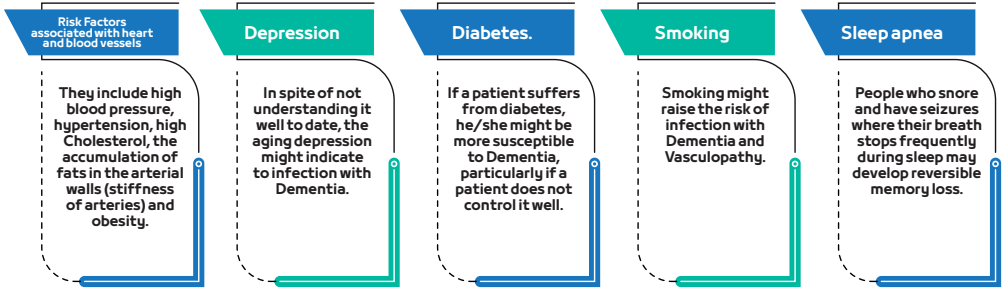 Risk Factors
associated with heart
and blood vessels
They include high
blood pressure,
hypertension, high
Cholesterol, the
accumulation of
fats in the arterial
walls (stiffness
of arteries) and
obesity.
Depression
In spite of not
understanding it
well to date, the
aging depression
might indicate
to infection with
Dementia.
Diabetes.
If a patient suffers
from diabetes,
he/she might be
more susceptible
to Dementia,
particularly if a
patient does not
control it well.
Smoking
Smoking might
raise the risk of
infection with
Dementia and
Vasculopathy.
Sleep apnea
People who snore
and have seizures
where their breath
stops frequently
during sleep may
develop reversible
memory loss.